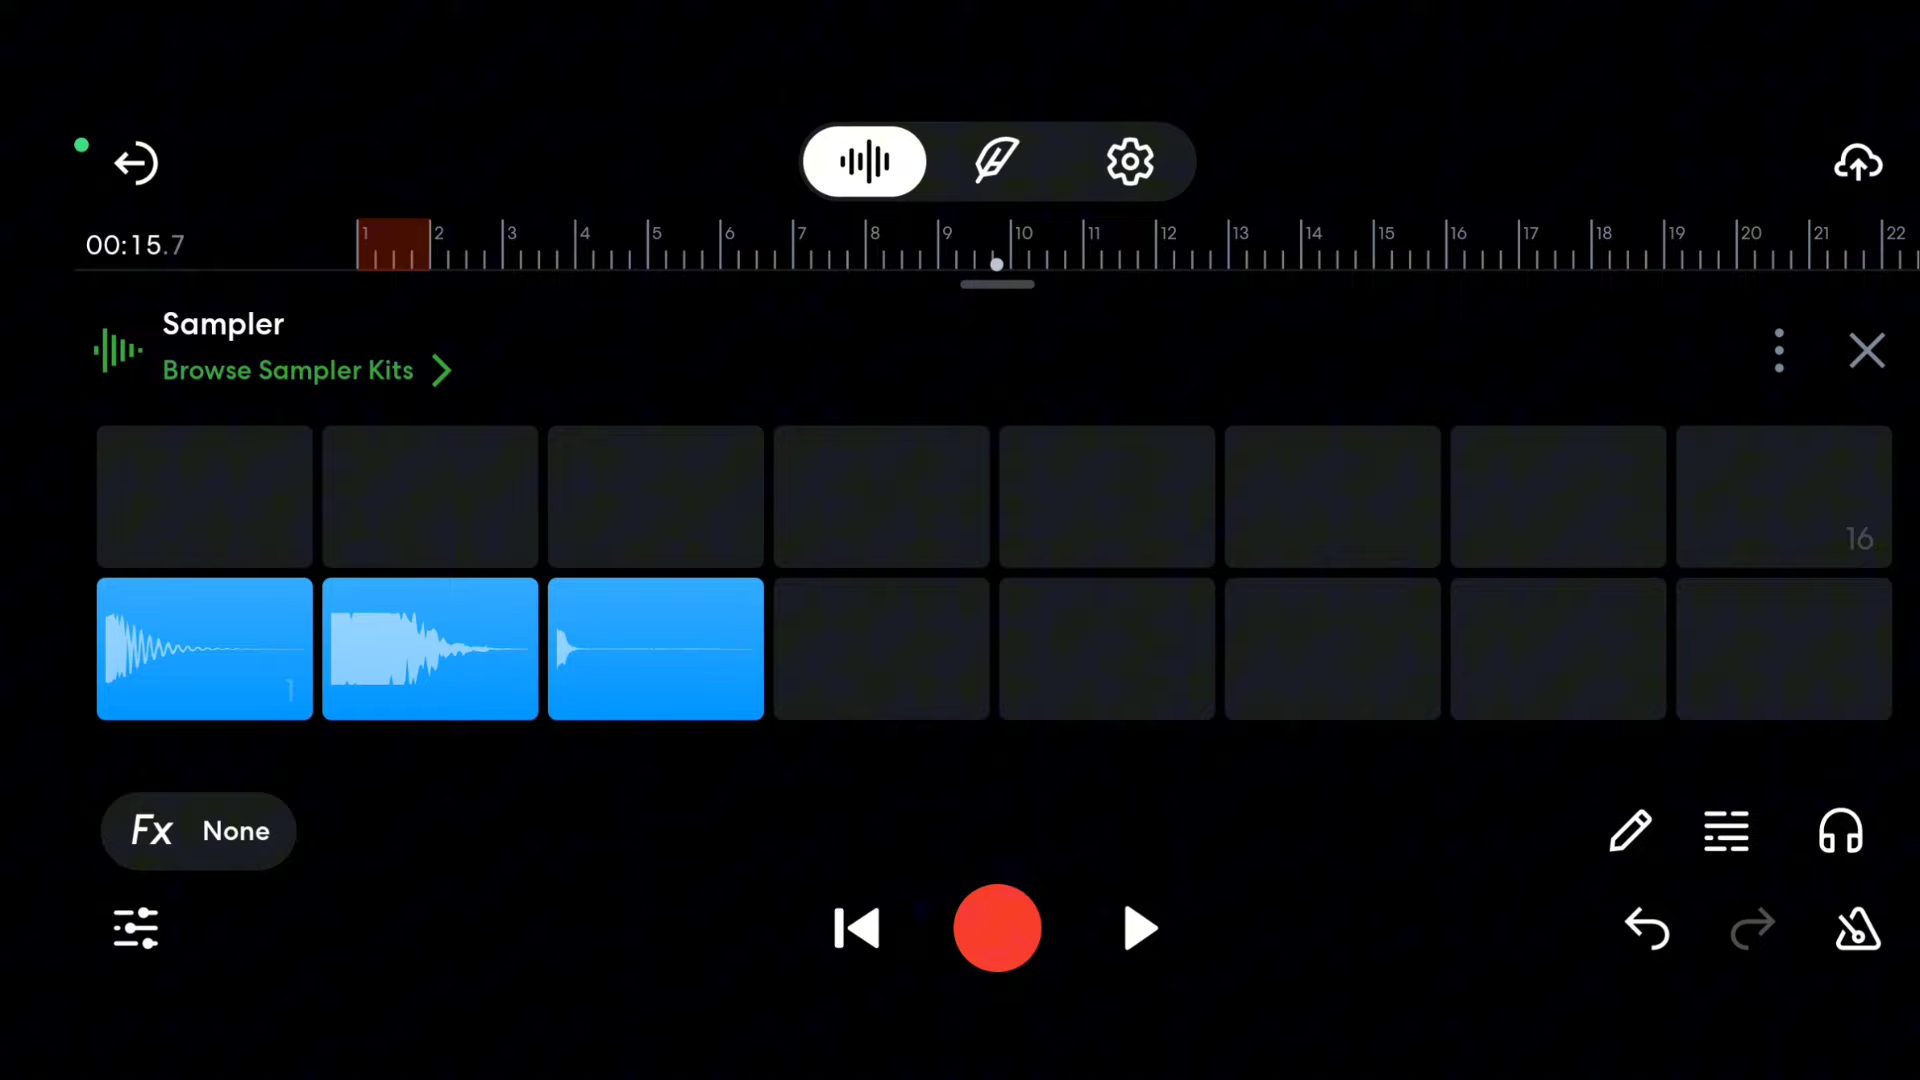 00:15.7
1 2 3 4 5 6 7 8 9 10 11 12 13 14 15 16 17 18 19 20 21 22
Sampler
Browse Sampler Kits
16
1
Fx None